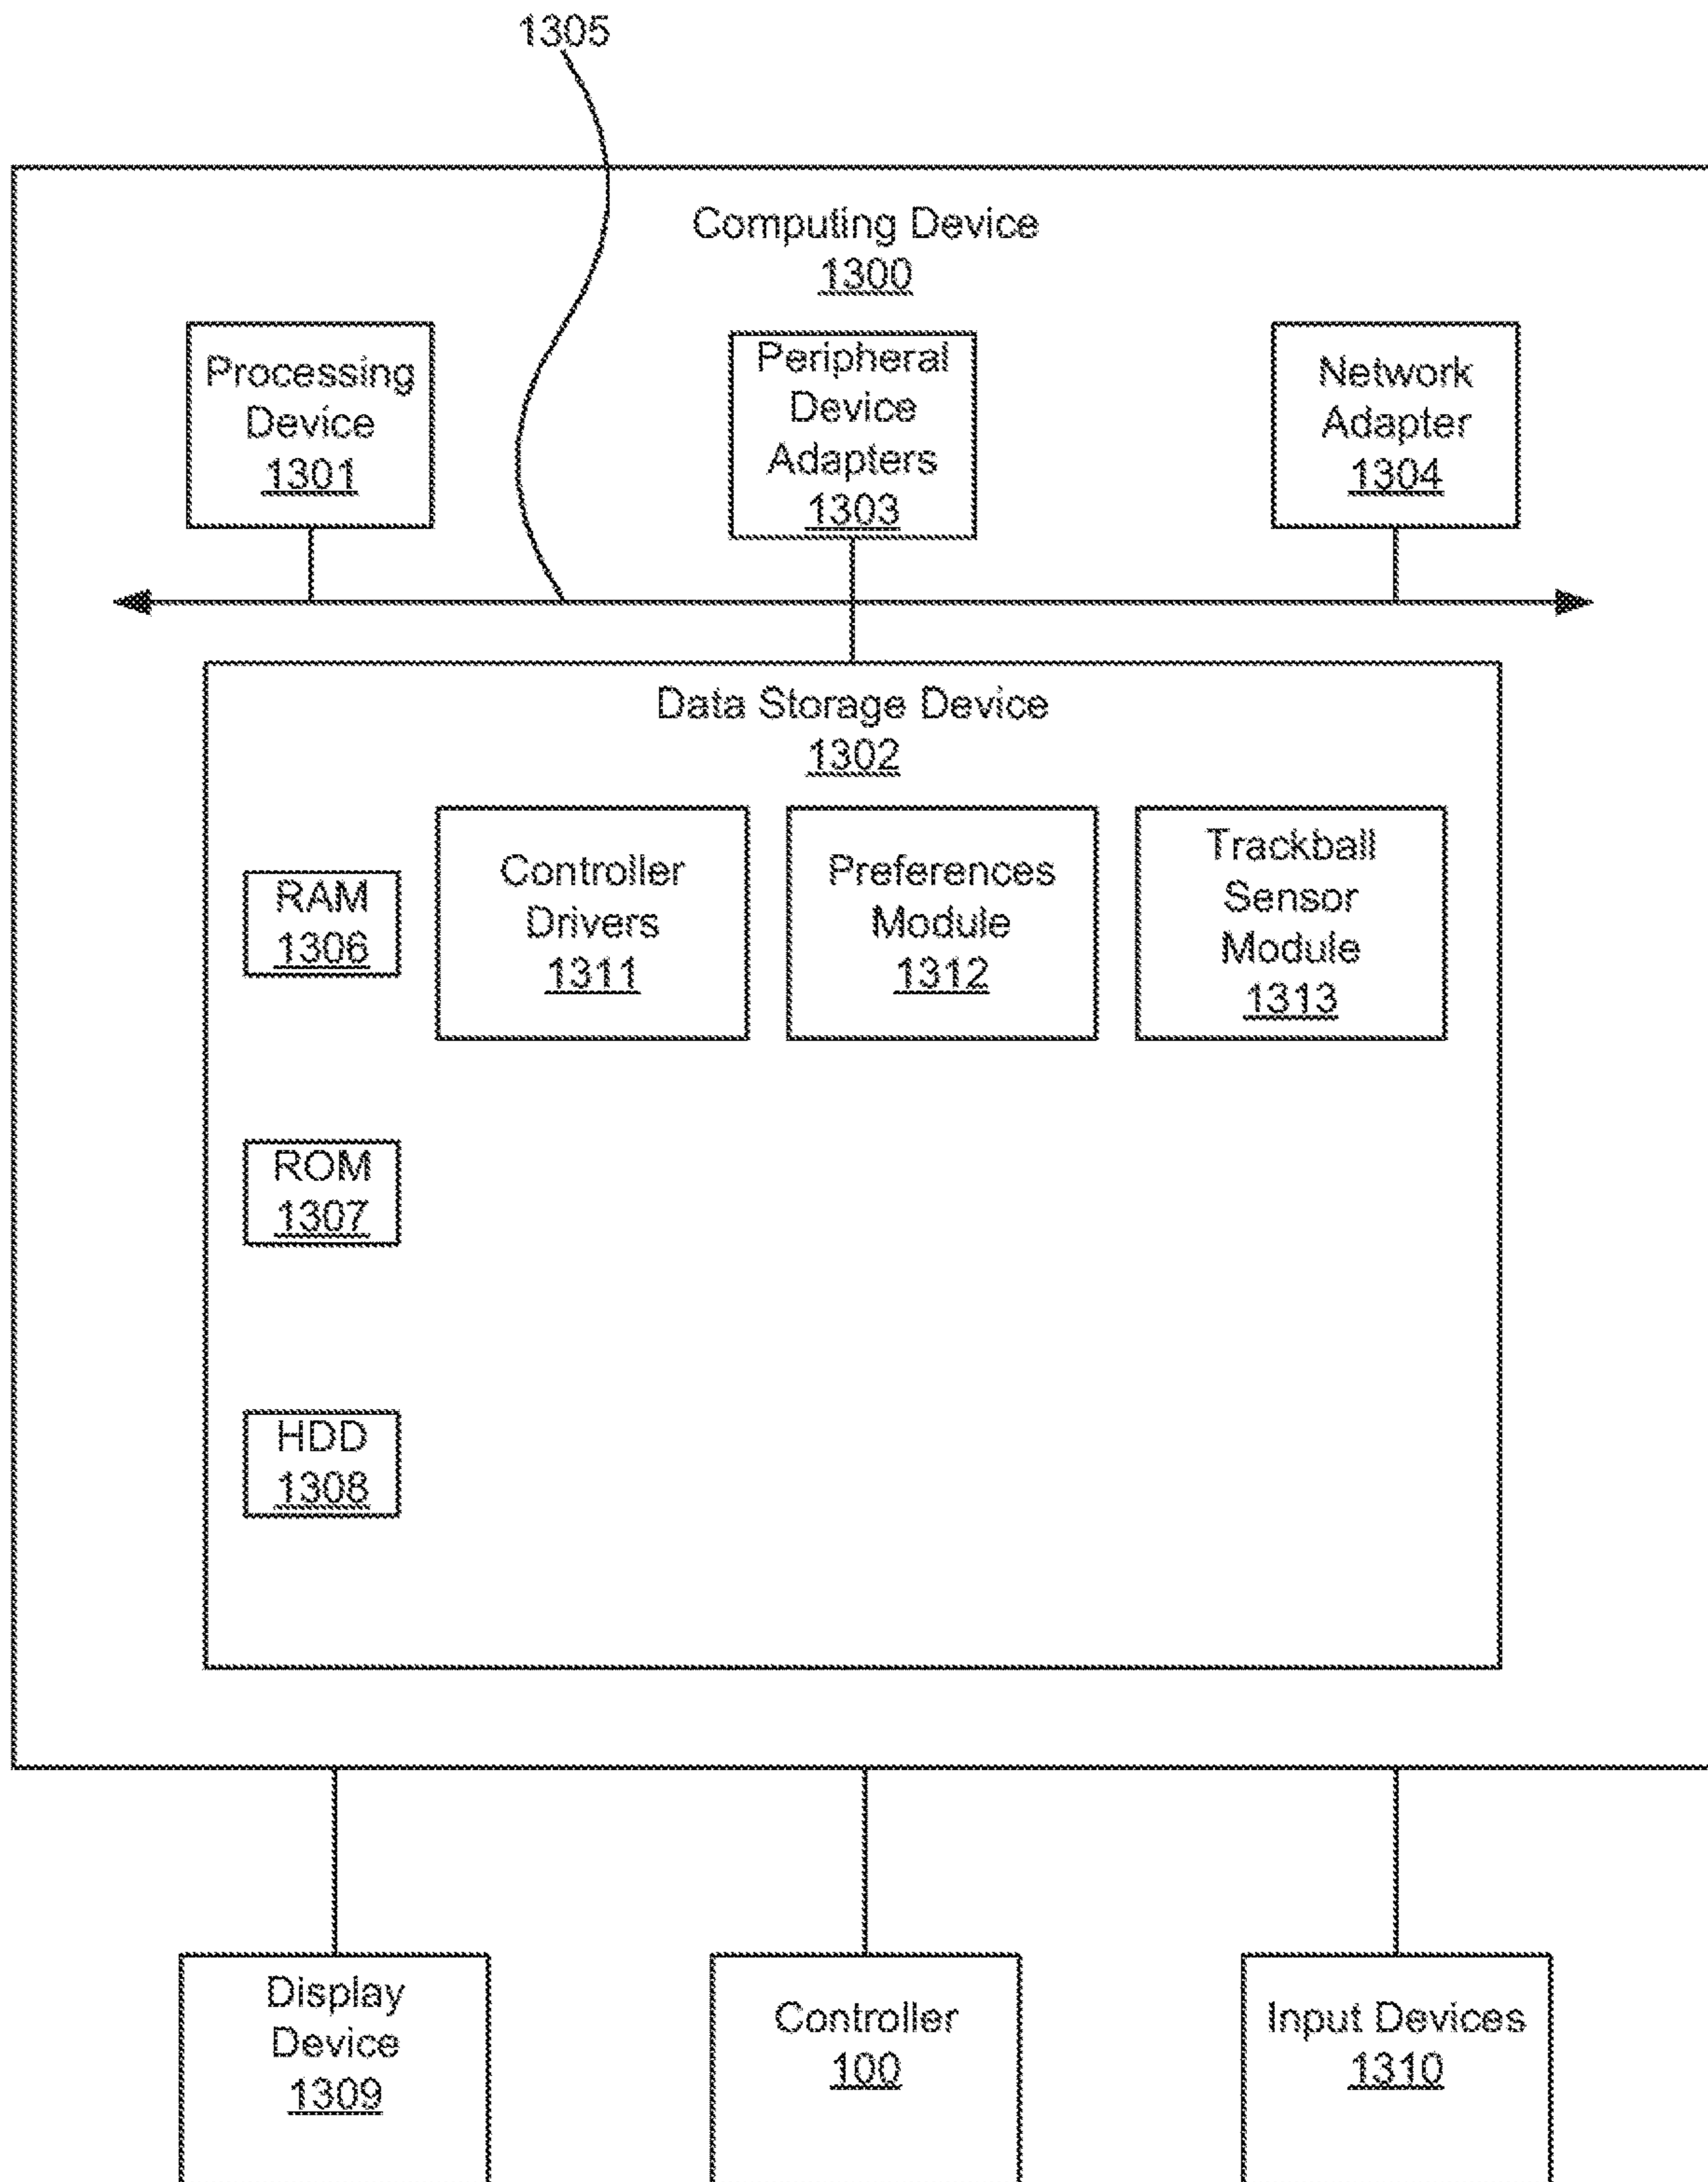 1305
Computing Device
1300
Processing
Device
1301
Peripheral
Device
Adapters
1303
Network
Adapter
1304
Data Storage Device
1302
RAM
1306
Controller
Drivers
1311
Preferences
Module
1312
Trackball
Sensor
Module
1313
ROM
1307
HDD
1308
Display
Device
1309
Controller
100
Input Devices
1310